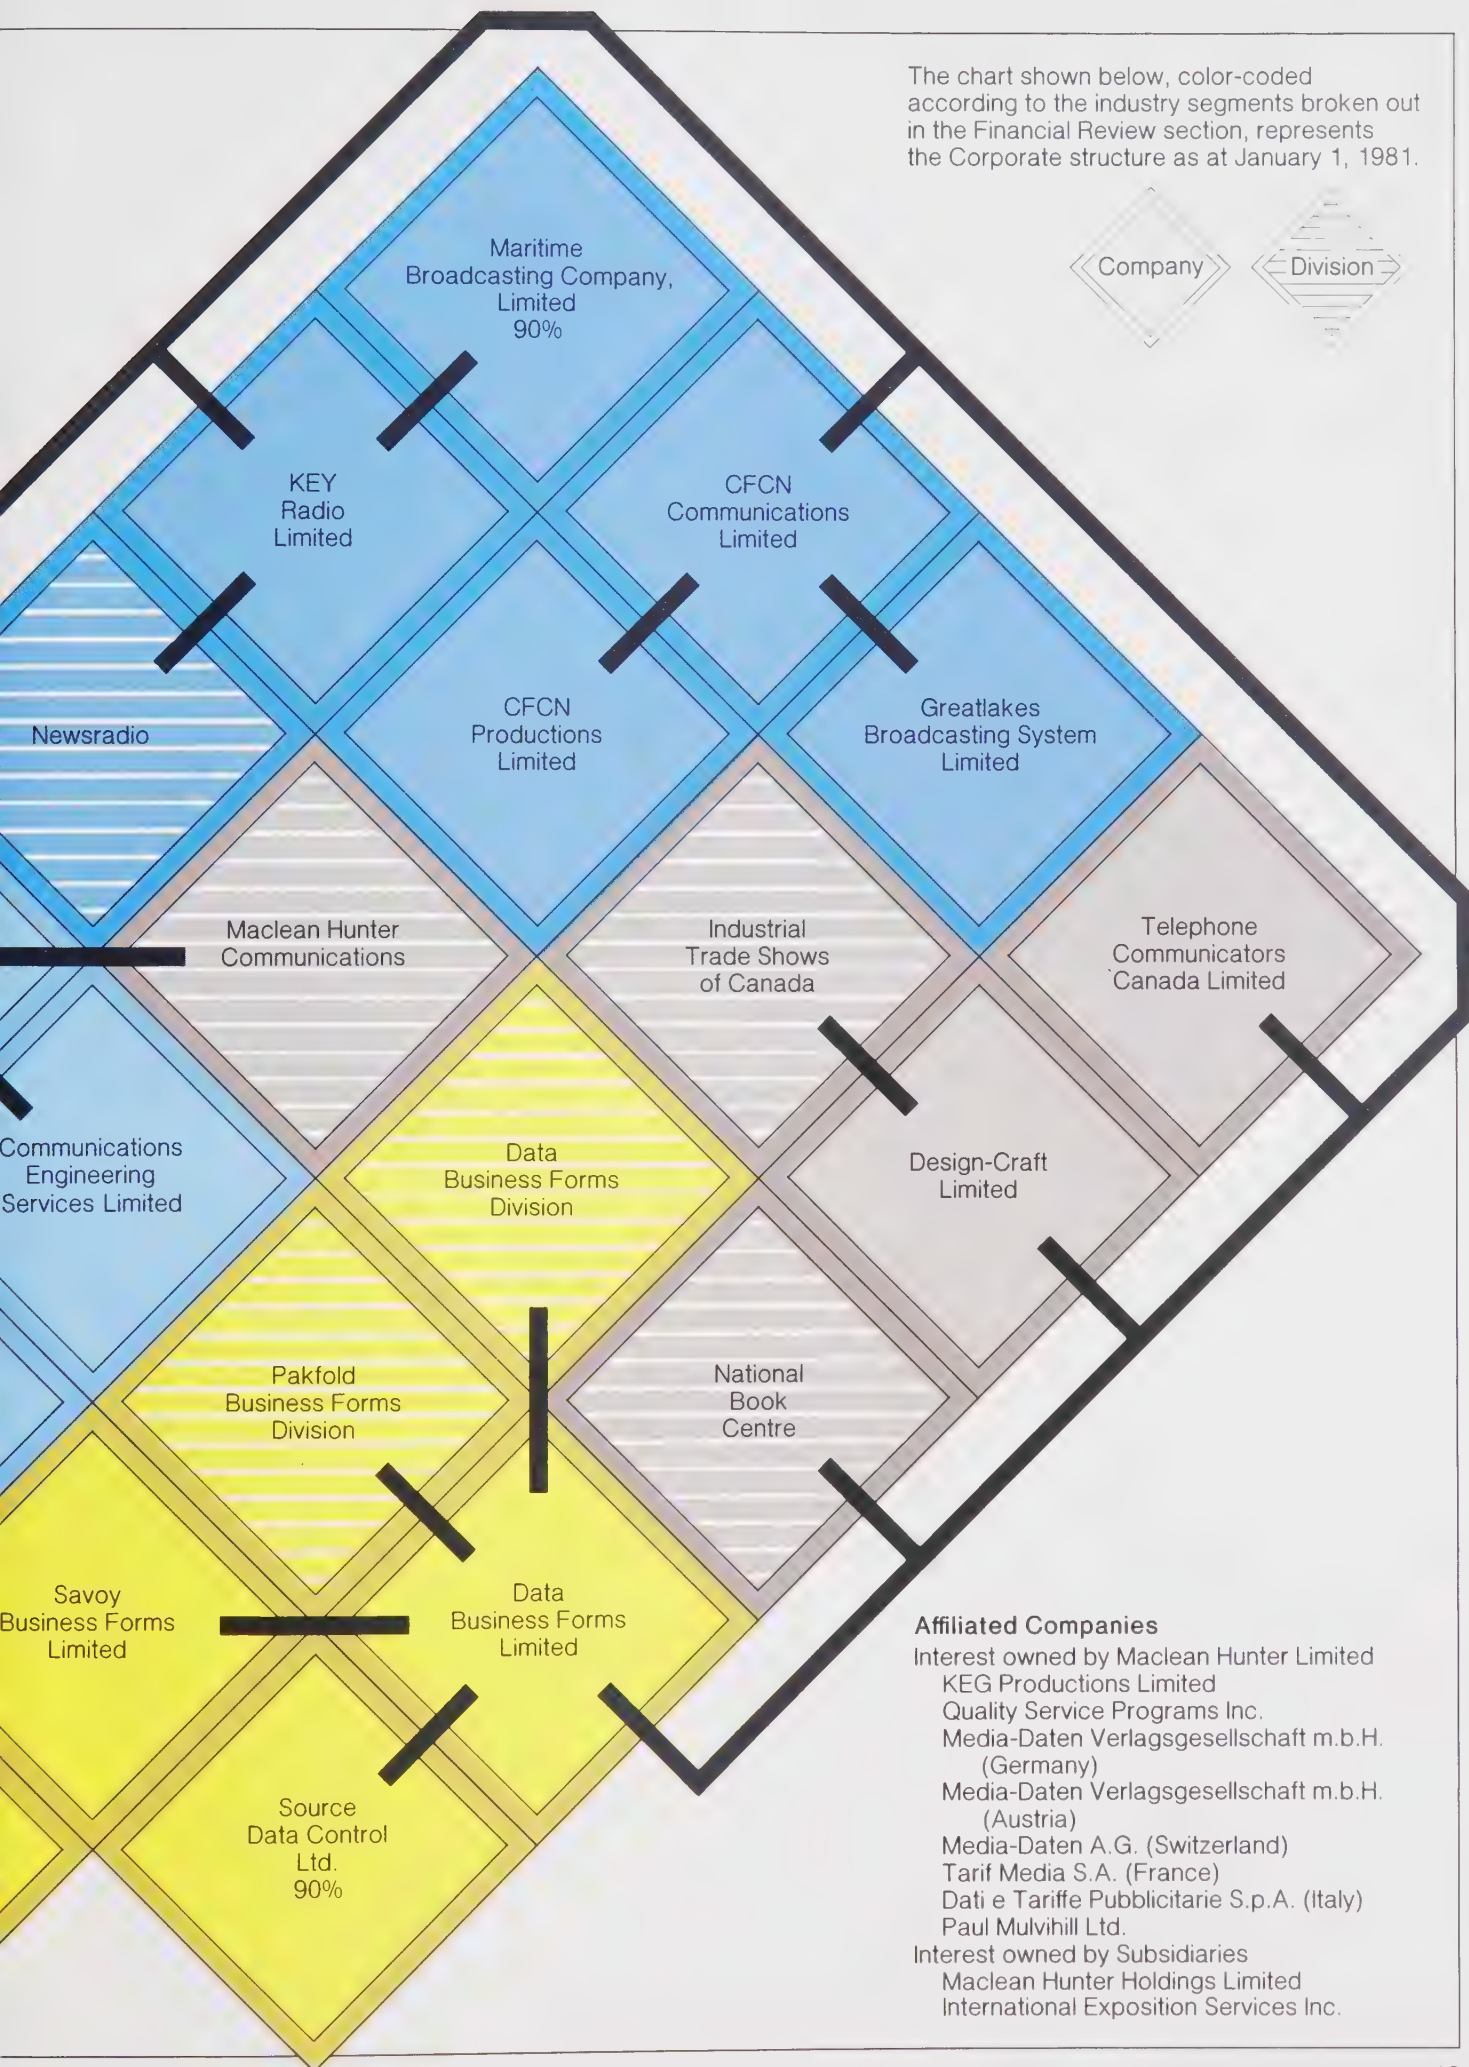 The chart shown below, color-coded
according to the industry segments broken out
in the Financial Review section, represents
the Corporate structure as at January 1, 1981.
Company
Division
Maritime
Broadcasting Company,
Limited
90%
KEY
Radio
Limited
CFCN
Communications
Limited
Newsradio
CFCN
Productions
Limited
Greatlakes
Broadcasting System
Limited
Maclean Hunter
Communications
Industrial
Trade Shows
of Canada
Telephone
Communicators
Canada Limited
Communications
Engineering
Services Limited
Data
Business Forms
Division
Design-Craft
Limited
Pakfold
Business Forms
Division
National
Book
Centre
Savoy
Business Forms
Limited
Data
Business Forms
Limited
Source
Data Control
Ltd.
90%
Affiliated Companies
Interest owned by Maclean Hunter Limited
KEG Productions Limited
Quality Service Programs Inc.
Media-Daten Verlagsgesellschaft m.b.H.
(Germany)
Media-Daten Verlagsgesellschaft m.b.H.
(Austria)
Media-Daten A.G. (Switzerland)
Tarif Media S.A. (France)
Dati e Tariffe Pubblicitarie S.p.A. (Italy)
Paul Mulvihill Ltd.
Interest owned by Subsidiaries
Maclean Hunter Holdings Limited
International Exposition Services Inc.